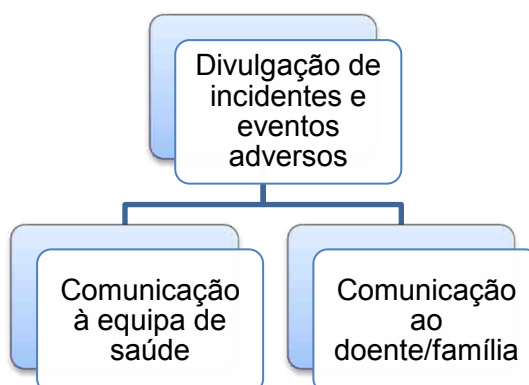 Divulgação de
incidentes e
eventos
adversos
Comunicação
à equipa de
saúde
Comunicação
ao
doente/família